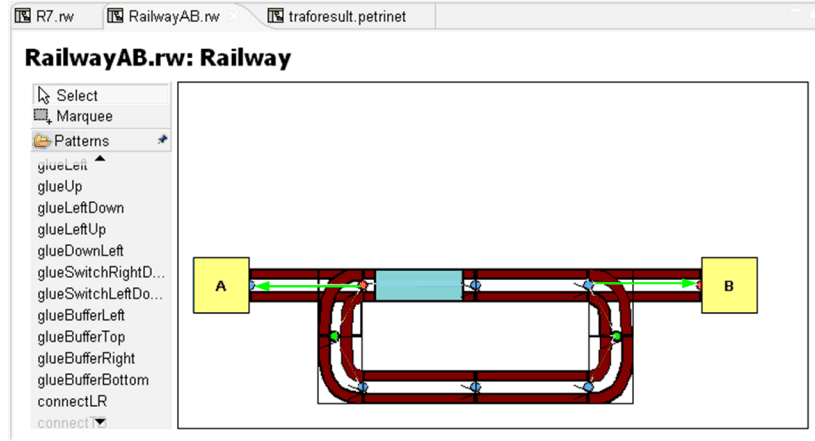 R7.rw
RailwayAB.rw
traforesult.petrinet
RailwayAB.rw: Railway
Select
Marquee
Patterns
glueLeft
glueUp
glueLeftDown
glueLeftUp
glueDownLeft
glueSwitchRightD...
glueSwitchLeftDo...
glueBufferLeft
glueBufferTop
glueBufferRight
glueBufferBottom
connectLR
A
B